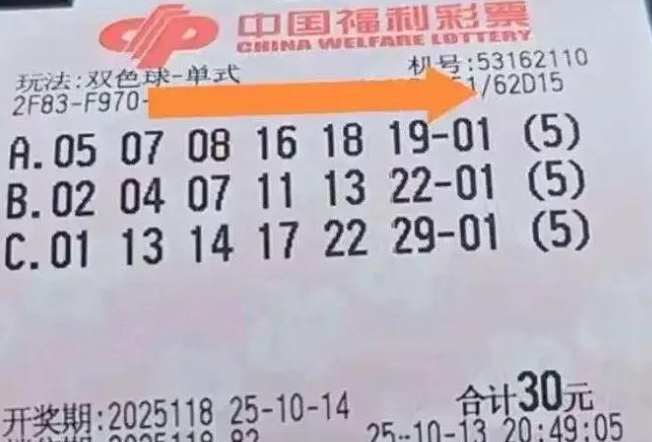 中国福利彩票
CHINA WELFARE LOTTERY
玩法:双色球-单式 机号:53162110
2F83-F970- /62D15
A.05 07 08 16 18 19-01 (5)
B.02 04 07 11 13 22-01 (5)
C.01 13 14 17 22 29-01 (5)
合计30元
开奖期:2025118 25-10-14
25-10-13 20:49:05